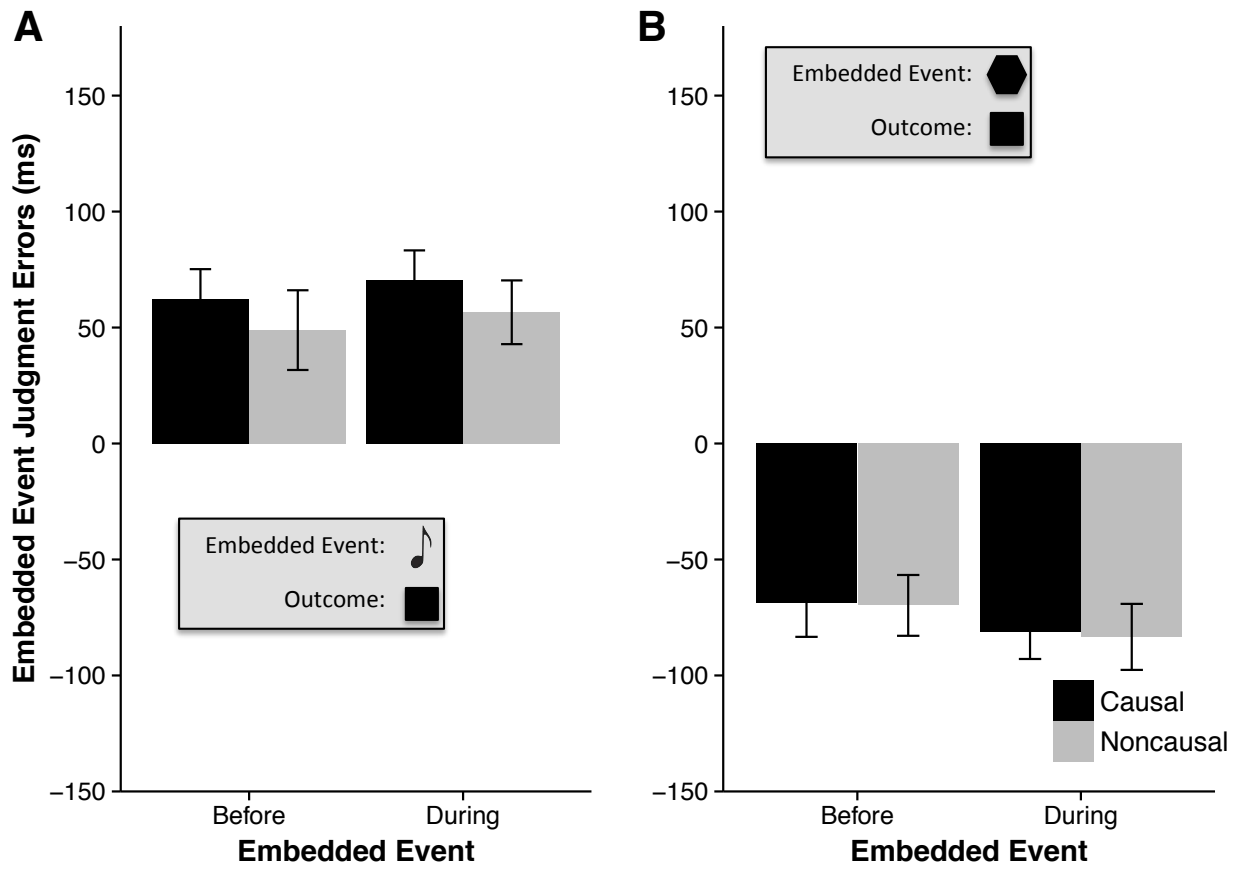 A
Embedded Event Judgment Errors (ms)
150
100
50
0
−50
−100
−150
Embedded Event:
Outcome:
Before
During
Embedded Event
B
Embedded Event:
Outcome:
150
100
50
0
−50
−100
−150
Causal
Noncausal
Before
During
Embedded Event